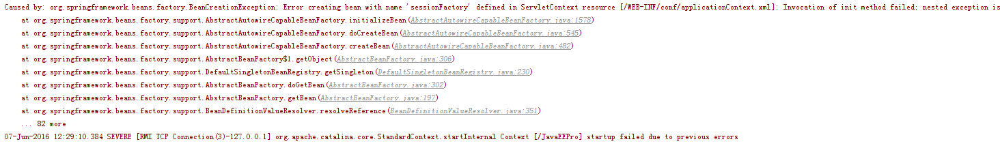 Caused by: org.springframework.beans.factory.BeanCreationException: Error creating bean with name 'sessionFactory' defined in ServletContext resource [/WEB-INF/conf/applicationContext.xml]: Invocation of init method failed; nested exception is
at org.springframework.beans.factory.support.AbstractAutowireCapableBeanFactory.initializeBean(AbstractAutowireCapableBeanFactory.java:1578)
at org.springframework.beans.factory.support.AbstractAutowireCapableBeanFactory.doCreateBean(AbstractAutowireCapableBeanFactory.java:545)
at org.springframework.beans.factory.support.AbstractAutowireCapableBeanFactory.createBean(AbstractAutowireCapableBeanFactory.java:482)
at org.springframework.beans.factory.support.AbstractBeanFactory$1.getObject(AbstractBeanFactory.java:306)
at org.springframework.beans.factory.support.DefaultSingletonBeanRegistry.getSingleton(DefaultSingletonBeanRegistry.java:230)
at org.springframework.beans.factory.support.AbstractBeanFactory.doGetBean(AbstractBeanFactory.java:302)
at org.springframework.beans.factory.support.AbstractBeanFactory.getBean(AbstractBeanFactory.java:197)
at org.springframework.beans.factory.support.BeanDefinitionValueResolver.resolveReference(BeanDefinitionValueResolver.java:351)
... 82 more
07-Jun-2016 12:29:10.384 SEVERE [RMI TCP Connection(3)-127.0.0.1] org.apache.catalina.core.StandardContext.startInternal Context [/JavaEEPro] startup failed due to previous errors